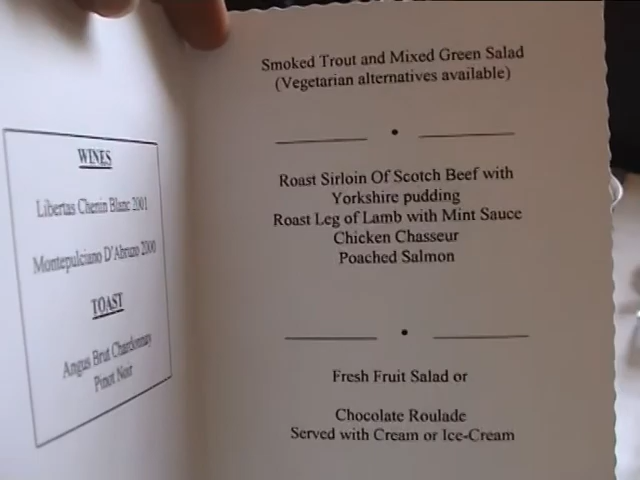 WINES
Libertas Chenin Blanc 2001
Montepulciano D'Abruzzo 2000
TOAST
Angus Brut Chardonnay
Pinot Noir
Smoked Trout and Mixed Green Salad
(Vegetarian alternatives available)
Roast Sirloin Of Scotch Beef with
Yorkshire pudding
Roast Leg of Lamb with Mint Sauce
Chicken Chasseur
Poached Salmon
Fresh Fruit Salad or
Chocolate Roulade
Served with Cream or Ice-Cream